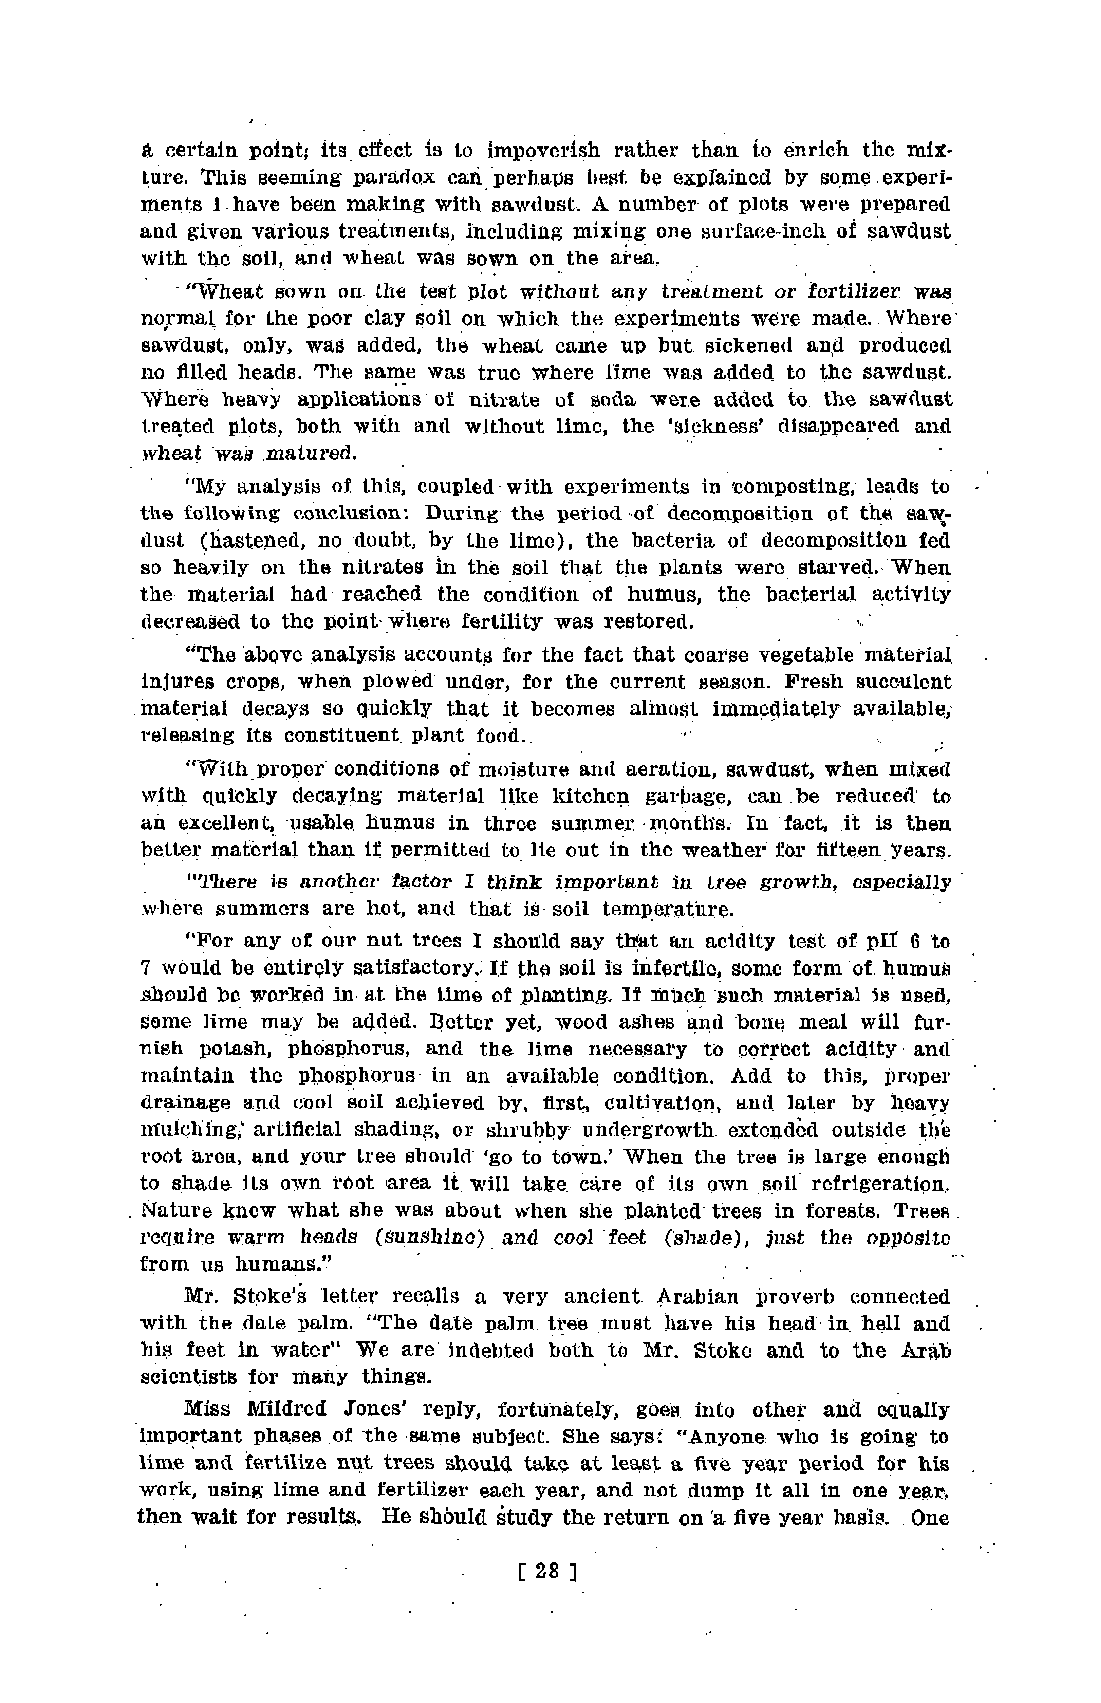 a certain point; its effect is to impoverish rather than to enrich the mix-
ture. This seeming paradox can perhaps best be explained by some experi-
ments I have been making with sawdust. A number of plots were prepared
and given various treatments, including mixing one surface-inch of sawdust
with the soil, and wheat was sown on the area.
"Wheat sown on the test plot without any treatment or fertilizer was
normal for the poor clay soil on which the experiments were made. Where
sawdust, only, was added, the wheat came up but sickened and produced
no filled heads. The same was true where lime was added to the sawdust.
Where heavy applications of nitrate of soda were added to the sawdust
treated plots, both with and without lime, the 'sickness' disappeared and
wheat was matured.
"My analysis of this, coupled with experiments in composting, leads to
the following conclusion: During the period of decomposition of the saw-
dust (hastened, no doubt, by the lime), the bacteria of decomposition fed
so heavily on the nitrates in the soil that the plants were starved. When
the material had reached the condition of humus, the bacterial activity
decreased to the point where fertility was restored.
"The above analysis accounts for the fact that coarse vegetable material
injures crops, when plowed under, for the current season. Fresh succulent
material decays so quickly that it becomes almost immediately available,
releasing its constituent plant food.
"With proper conditions of moisture and aeration, sawdust, when mixed
with quickly decaying material like kitchen garbage, can be reduced to
an excellent, usable humus in three summer months. In fact, it is then
better material than if permitted to lie out in the weather for fifteen years.
"There is another factor I think important in tree growth, especially
where summers are hot, and that is soil temperature.
"For any of our nut trees I should say that an acidity test of pH 6 to
7 would be entirely satisfactory. If the soil is infertile, some form of humus
should be worked in at the time of planting. If much such material is used,
some lime may be added. Better yet, wood ashes and bone meal will fur-
nish potash, phosphorus, and the lime necessary to correct acidity and
maintain the phosphorus in an available condition. Add to this, proper
drainage and cool soil achieved by, first, cultivation, and later by heavy
mulching, artificial shading, or shrubby undergrowth extended outside the
root area, and your tree should 'go to town.' When the tree is large enough
to shade its own root area it will take care of its own soil refrigeration.
Nature knew what she was about when she planted trees in forests. Trees
require warm heads (sunshine) and cool feet (shade), just the opposite
from us humans."
Mr. Stoke's letter recalls a very ancient Arabian proverb connected
with the date palm. "The date palm tree must have his head in hell and
his feet in water" We are indebted both to Mr. Stoke and to the Arab
scientists for many things.
Miss Mildred Jones' reply, fortunately, goes into other and equally
important phases of the same subject. She says: "Anyone who is going to
lime and fertilize nut trees should take at least a five year period for his
work, using lime and fertilizer each year, and not dump it all in one year,
then wait for results. He should study the return on a five year basis. One
[ 28 ]